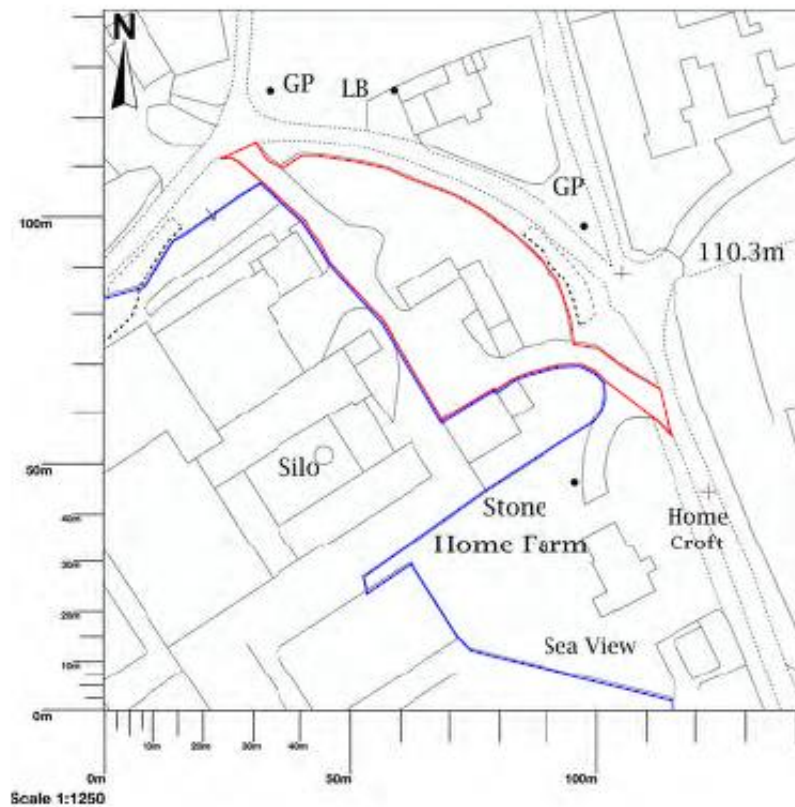 N
GP
LB
GP
110.3m
100m
Silo
50m
40m
30m
20m
10m
0m
Stone
Home Farm
Home
Croft
Sea View
10m
20m
30m
40m
0m
50m
100m
Scale 1:1250